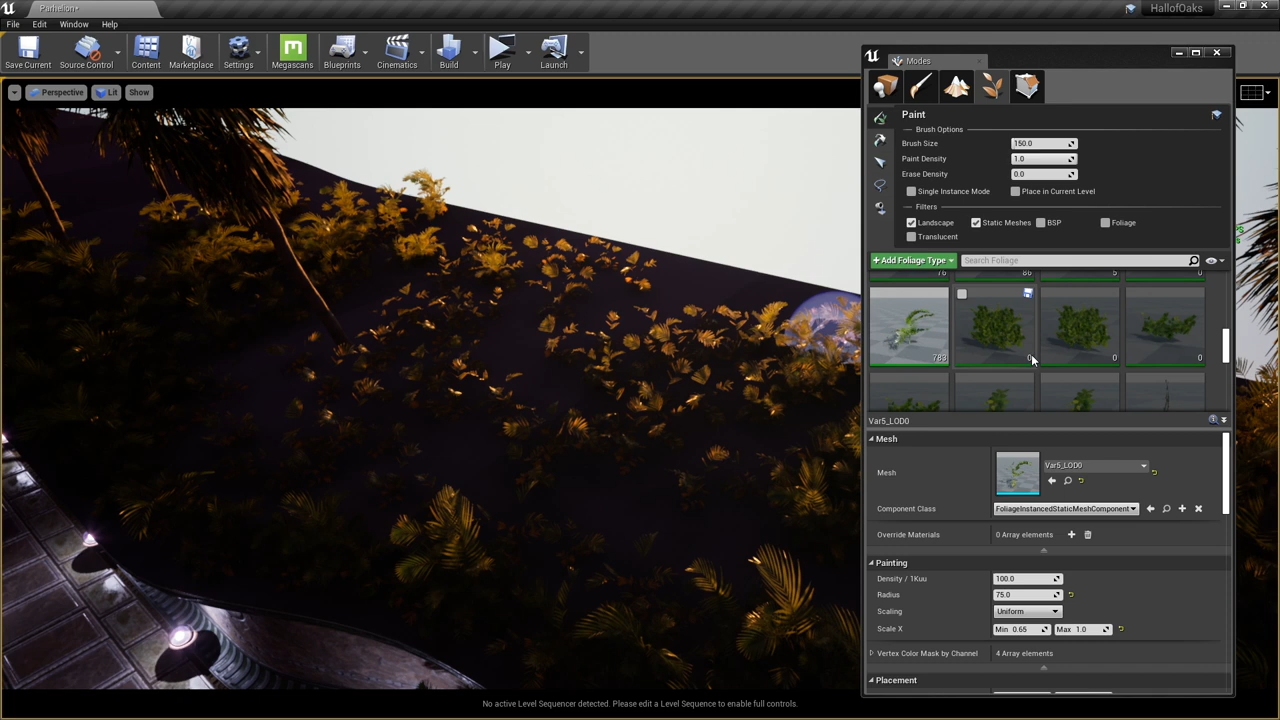 Parhelion*
HallofOaks
File Edit Window Help
Save Current Source Control Content Marketplace Settings Megascans Blueprints Cinematics Build Play Launch
Perspective Lit Show
Modes
Paint
Brush Options
Brush Size 150.0
Paint Density 1.0
Erase Density 0.0
Single Instance Mode Place in Current Level
Filters
Landscape Static Meshes BSP Foliage
Translucent
+ Add Foliage Type Search Foliage
76 86 5 0
783 0 0 0
Var5_LOD0
Mesh
Mesh Var5_LOD0
Component Class FoliageInstancedStaticMeshComponent
Override Materials 0 Array elements
Painting
Density / 1Kuu 100.0
Radius 75.0
Scaling Uniform
Scale X Min 0.65 Max 1.0
Vertex Color Mask by Channel 4 Array elements
Placement
No active Level Sequencer detected. Please edit a Level Sequence to enable full controls.